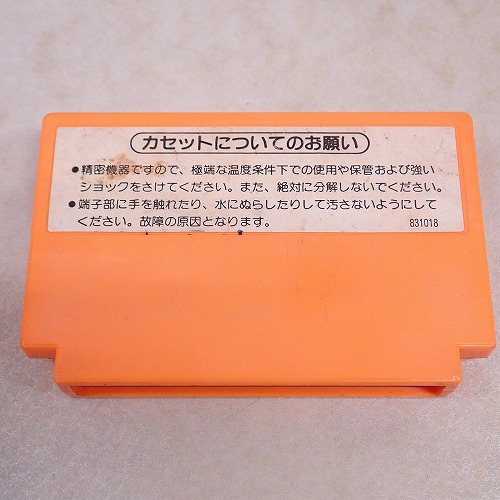 カセットについてのお願い
●精密機器ですので、極端な温度条件下での使用や保管および強い
ショックをさけてください。また、絶対に分解しないでください。
●端子部に手を触れたり、水にぬらしたりして汚さないようにして
ください。故障の原因となります。
831018